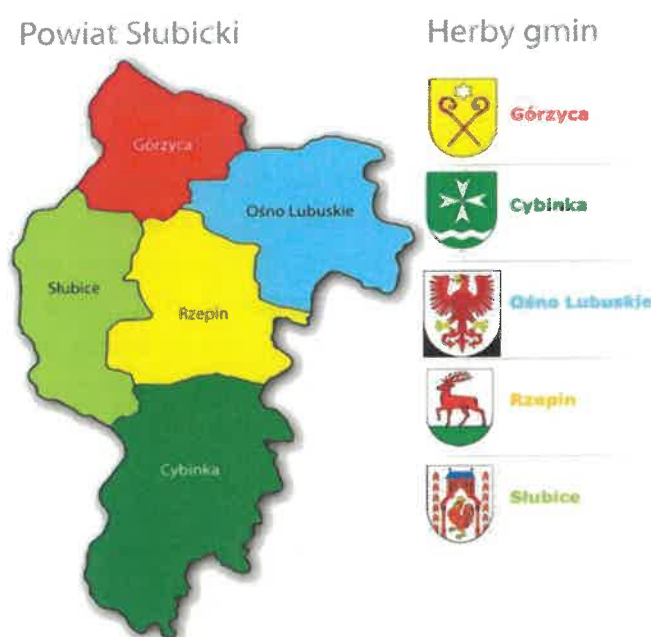 Powiat Słubicki
Herby gmin
Górzyca
Ośno Lubuskie
Słubice
Rzepin
Cybinka
Górzyca
Cybinka
Ośno Lubuskie
Rzepin
Słubice